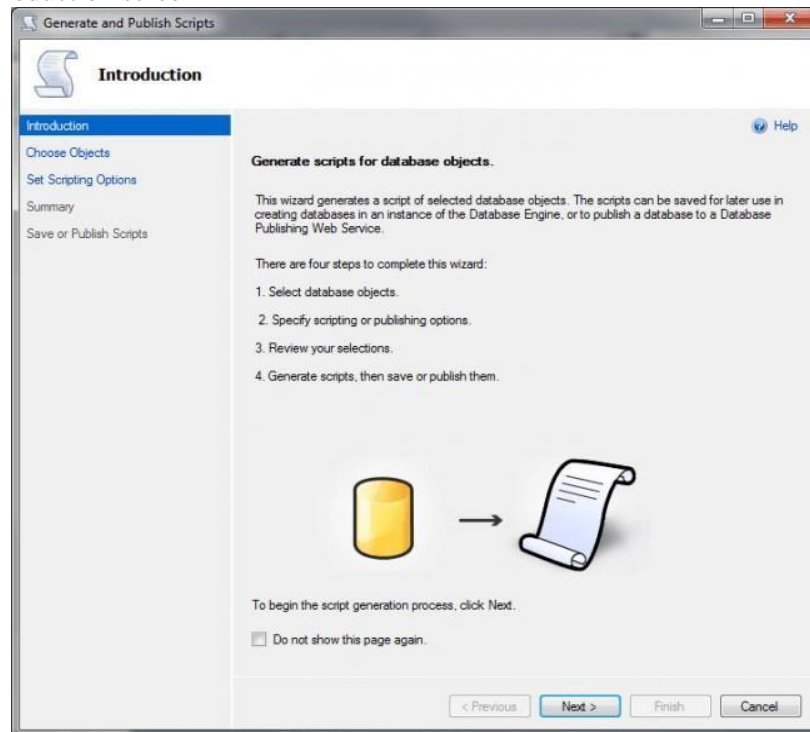 Generate and Publish Scripts
Introduction
Introduction
Choose Objects
Set Scripting Options
Summary
Save or Publish Scripts
Help
Generate scripts for database objects.
This wizard generates a script of selected database objects. The scripts can be saved for later use in
creating databases in an instance of the Database Engine, or to publish a database to a Database
Publishing Web Service.
There are four steps to complete this wizard:
1. Select database objects.
2. Specify scripting or publishing options.
3. Review your selections.
4. Generate scripts, then save or publish them.
To begin the script generation process, click Next.
Do not show this page again.
< Previous
Next >
Finish
Cancel